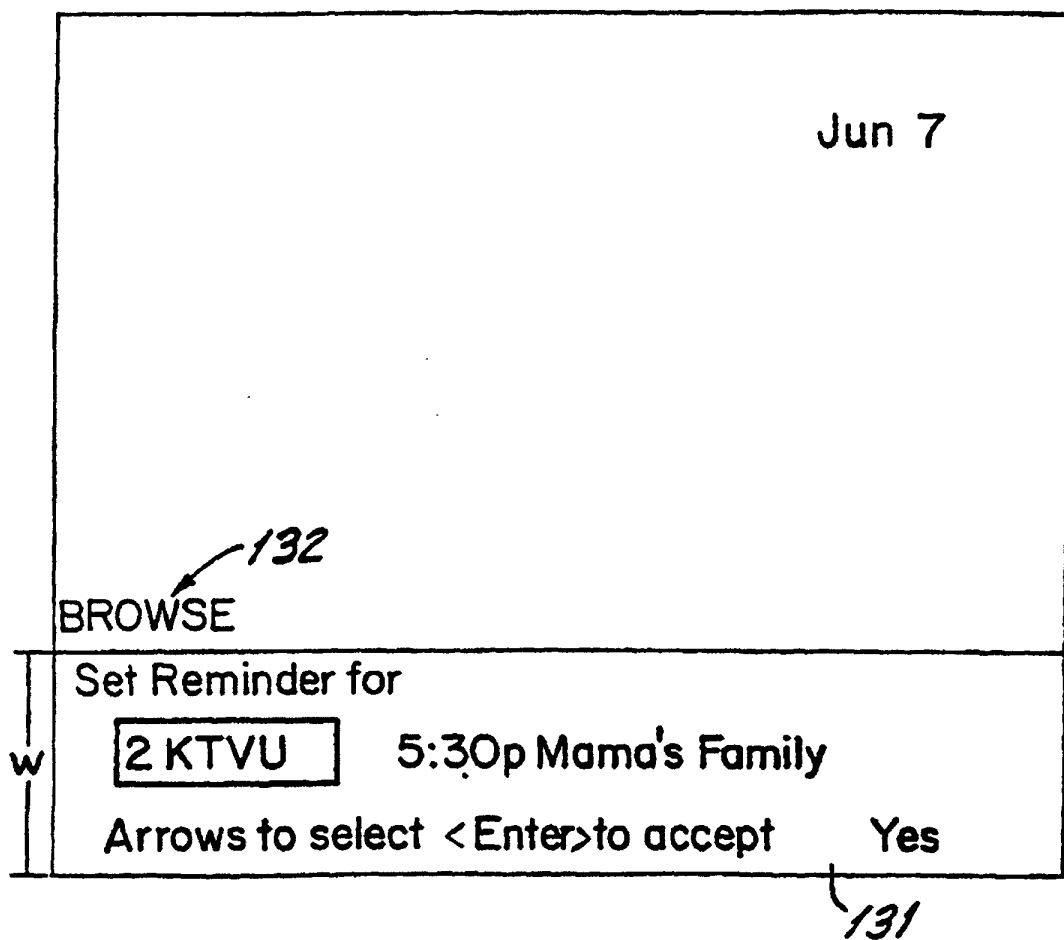 Jun 7
132
BROWSE
Set Reminder for
2 KTVU 5:30p Mama's Family
W
Arrows to select <Enter>to accept Yes
131